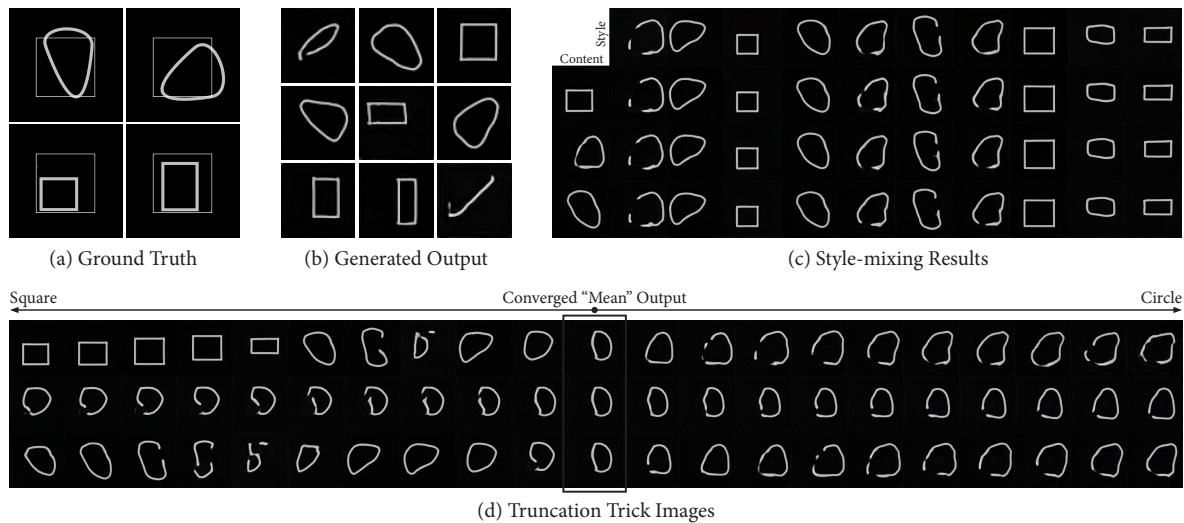 Style
Content
(a) Ground Truth
(b) Generated Output
(c) Style-mixing Results
Square
Converged “Mean” Output
Circle
(d) Truncation Trick Images